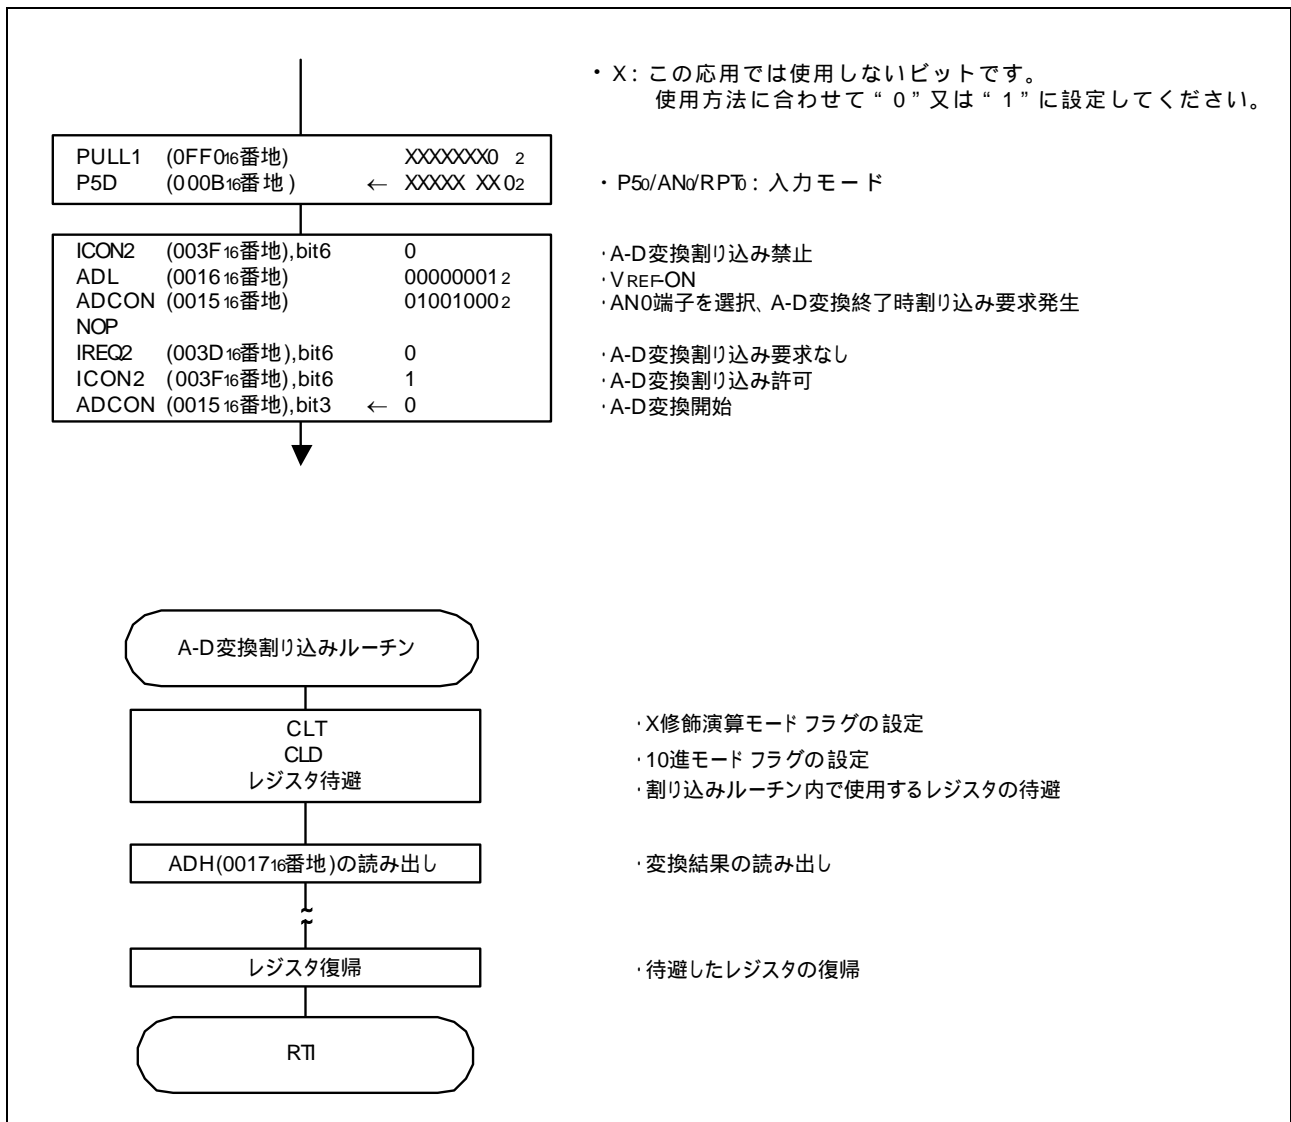 ・X：この応用では使用しないビットです。
使用方法に合わせて“0”又は“1”に設定してください。
PULL1 (0FF016番地) XXXXXXX0 2
P5D (000B16番地) ← XXXXX XX02
・P50/AN0/RPT0：入力モード
ICON2 (003F16番地),bit6 0 ・A-D変換割り込み禁止
ADL (001616番地) 000000012 ・VREF-ON
ADCON (001516番地) 010010002 ・AN0端子を選択、A-D変換終了時割り込み要求発生
NOP
IREQ2 (003D16番地),bit6 0 ・A-D変換割り込み要求なし
ICON2 (003F16番地),bit6 1 ・A-D変換割り込み許可
ADCON (001516番地),bit3 ← 0 ・A-D変換開始
A-D変換割り込みルーチン
CLT ・X修飾演算モードフラグの設定
CLD ・10進モードフラグの設定
レジスタ待避 ・割り込みルーチン内で使用するレジスタの待避
ADH(001716番地)の読み出し ・変換結果の読み出し
レジスタ復帰 ・待避したレジスタの復帰
RTI